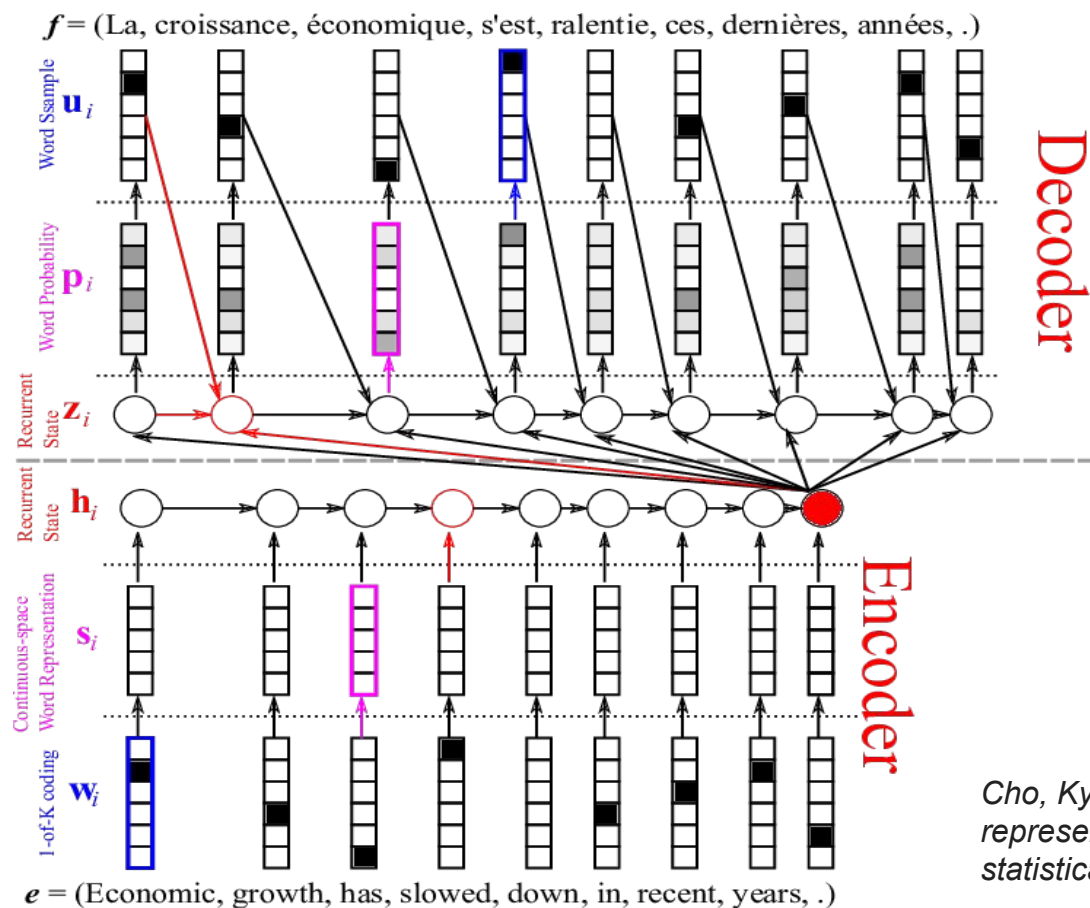 f = (La, croissance, économique, s'est, ralentie, ces, dernières, années, .)
Word Ssample
u_i
Word Probability
p_i
Recurrent
State
z_i
Decoder
Recurrent
State
h_i
Continuous-space
Word Representation
s_i
1-of-K coding
w_i
Encoder
e = (Economic, growth, has, slowed, down, in, recent, years, .)
Cho, Ky
represe
statistica